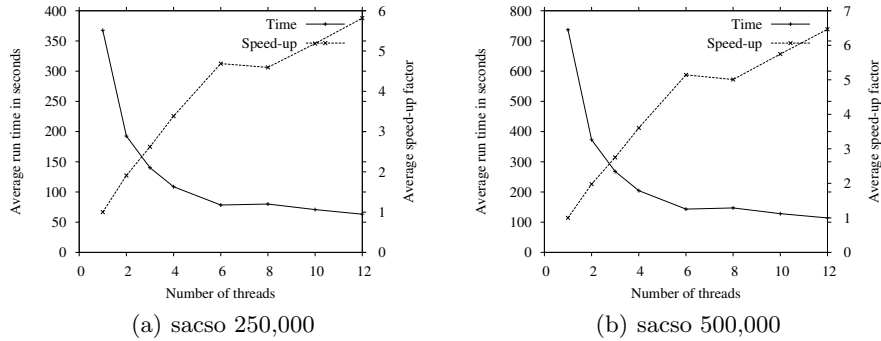 400
350
300
250
200
150
100
50
0
Average run time in seconds
6
5
4
3
2
1
0
Average speed-up factor
Time
Speed-up
0 2 4 6 8 10 12
Number of threads
(a) sacso 250,000
800
700
600
500
400
300
200
100
0
Average run time in seconds
7
6
5
4
3
2
1
0
Average speed-up factor
Time
Speed-up
0 2 4 6 8 10 12
Number of threads
(b) sacso 500,000